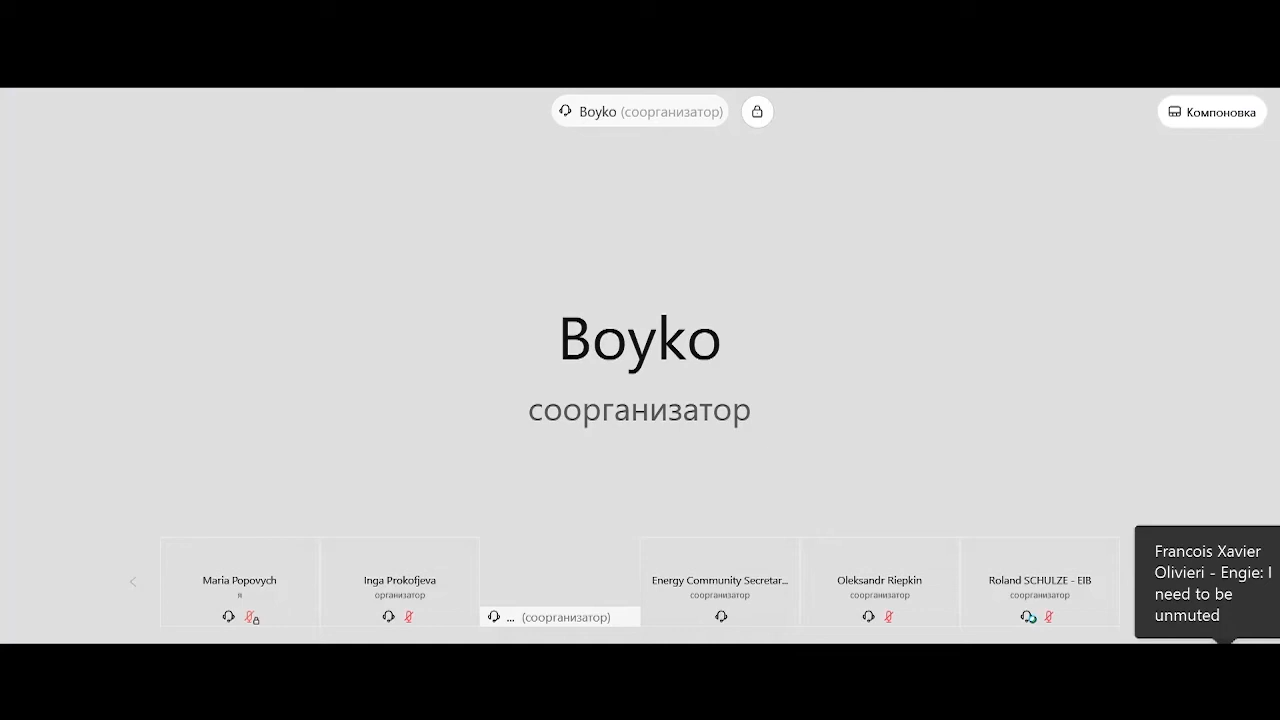 Boyko (соорганизатор)
Компоновка
Boyko
соорганизатор
Maria Popovych
я
Inga Prokofjeva
организатор
... (соорганизатор)
Energy Community Secretar...
соорганизатор
Oleksandr Riepkin
соорганизатор
Roland SCHULZE - EIB
соорганизатор
Francois Xavier
Olivieri - Engie: I
need to be
unmuted